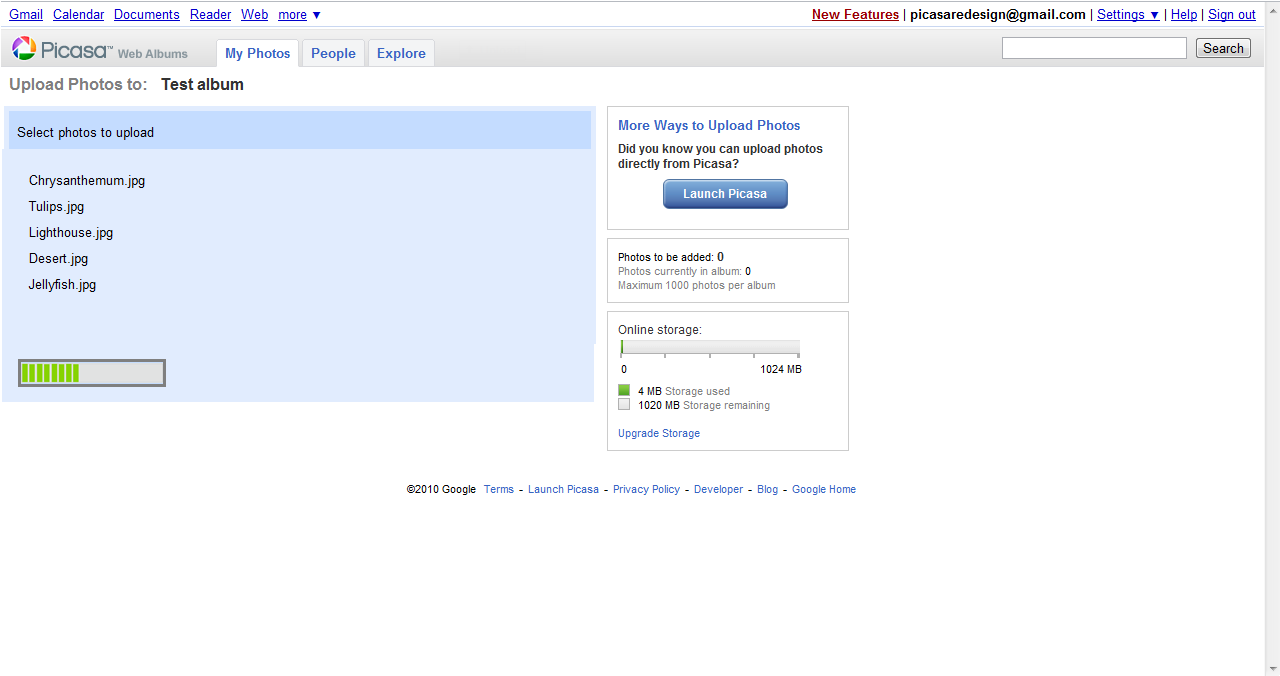 Gmail Calendar Documents Reader Web more ▼ New Features | picasaredesign@gmail.com | Settings ▼ | Help | Sign out
Picasa™ Web Albums My Photos People Explore Search
Upload Photos to: Test album
Select photos to upload
Chrysanthemum.jpg
Tulips.jpg
Lighthouse.jpg
Desert.jpg
Jellyfish.jpg
More Ways to Upload Photos
Did you know you can upload photos
directly from Picasa?
Launch Picasa
Photos to be added: 0
Photos currently in album: 0
Maximum 1000 photos per album
Online storage:
0 1024 MB
4 MB Storage used
1020 MB Storage remaining
Upgrade Storage
©2010 Google Terms - Launch Picasa - Privacy Policy - Developer - Blog - Google Home